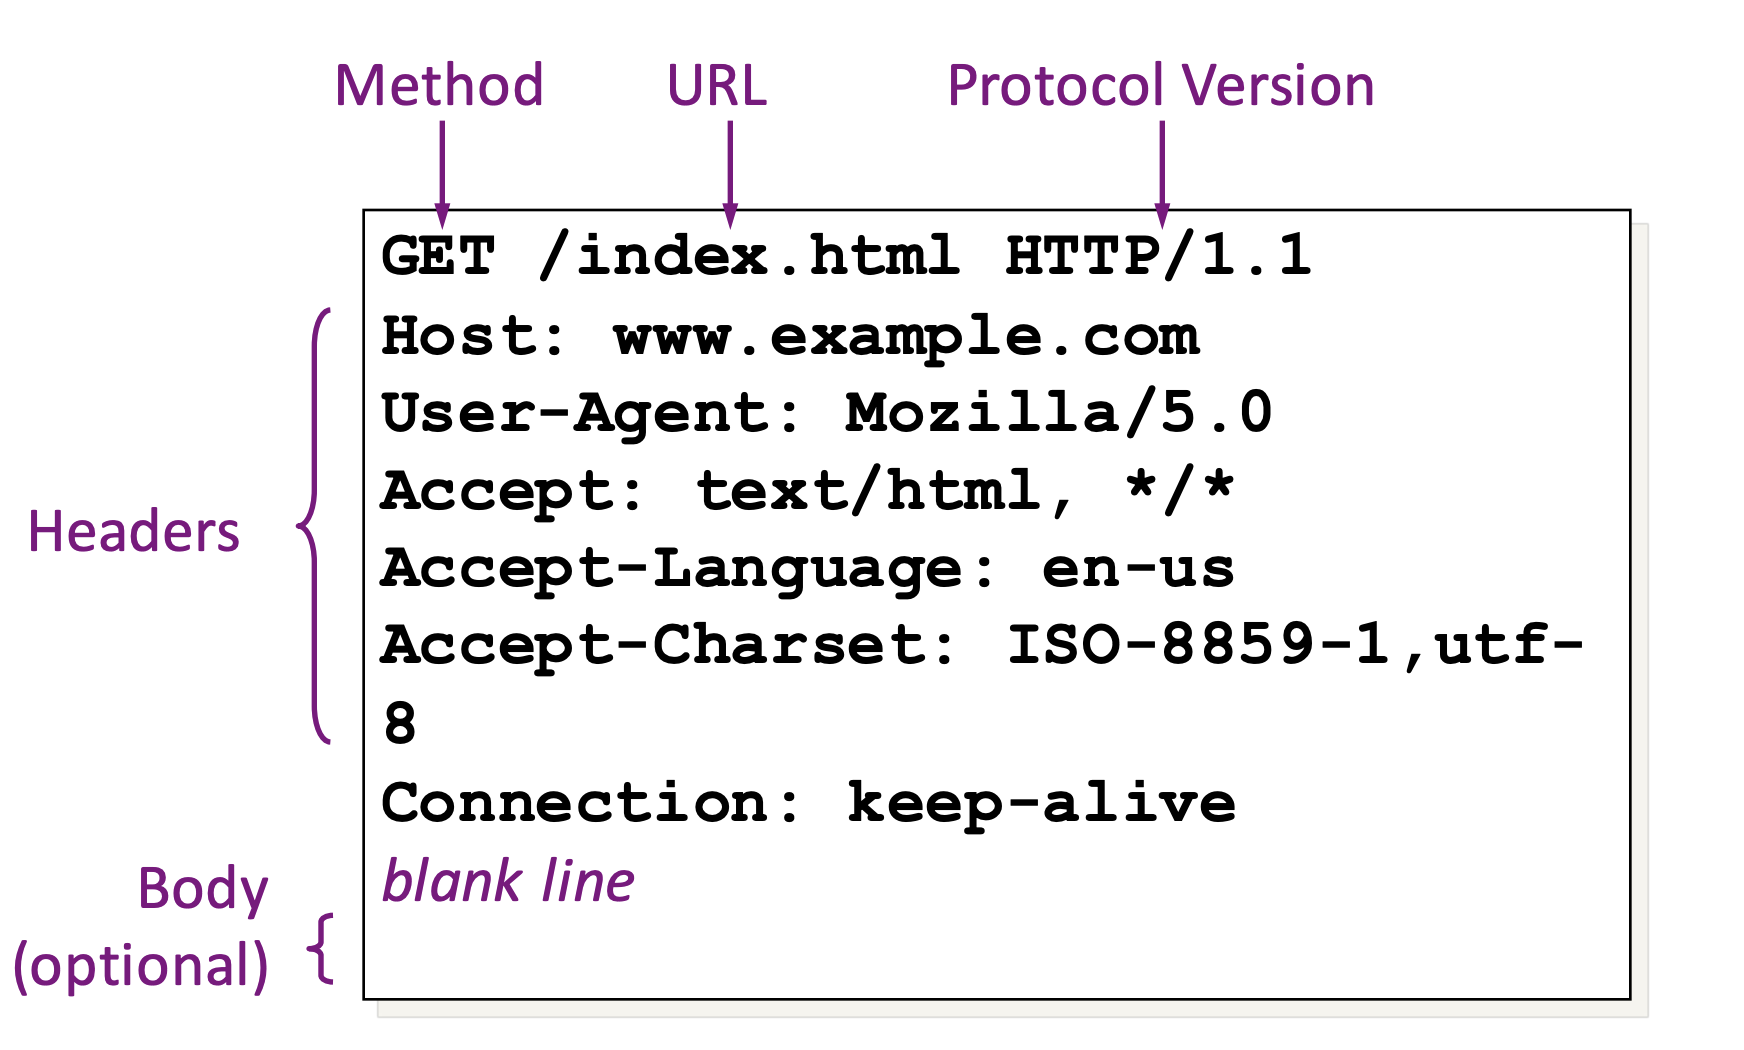 Method URL Protocol Version
GET /index.html HTTP/1.1
Host: www.example.com
User-Agent: Mozilla/5.0
Accept: text/html, */*
Headers
Accept-Language: en-us
Accept-Charset: ISO-8859-1,utf-
8
Connection: keep-alive
Body
(optional)
blank line